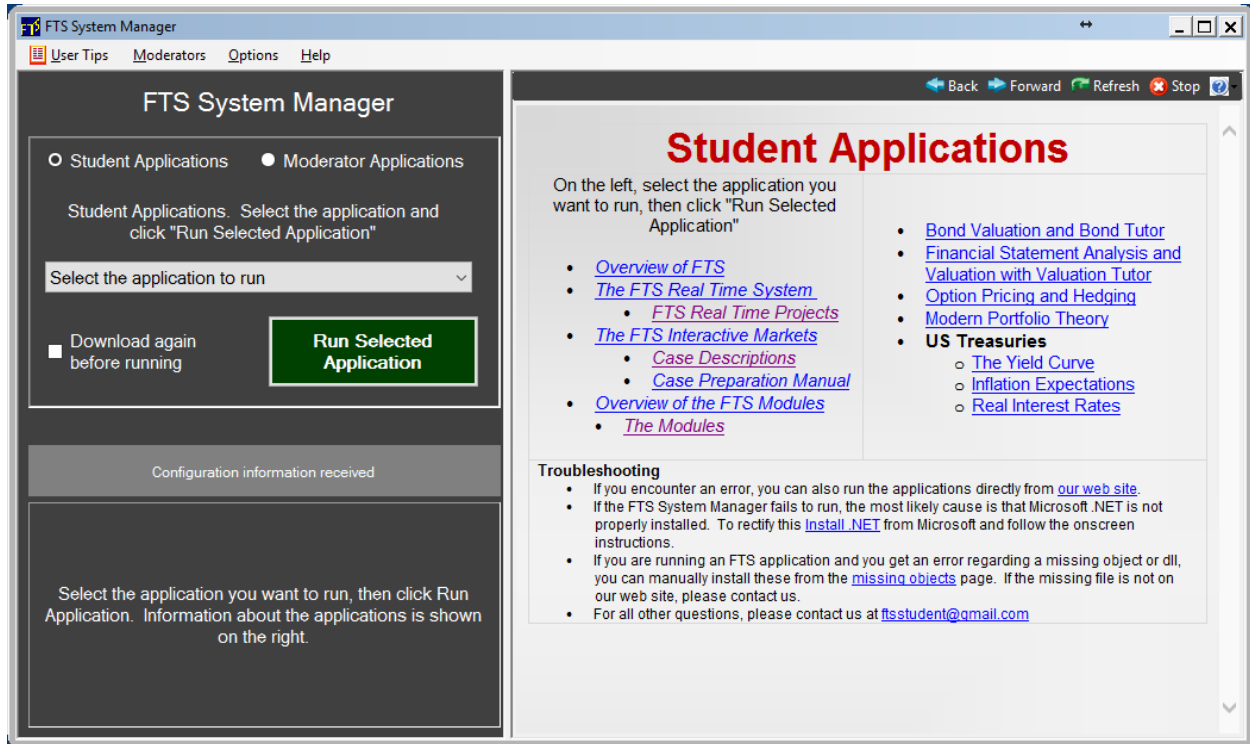 FTS System Manager
User Tips Moderators Options Help
FTS System Manager
Student Applications Moderator Applications
Student Applications. Select the application and
click "Run Selected Application"
Select the application to run
Download again
before running
Run Selected
Application
Configuration information received
Select the application you want to run, then click Run
Application. Information about the applications is shown
on the right.
Back Forward Refresh Stop
Student Applications
On the left, select the application you
want to run, then click "Run Selected
Application"
• Overview of FTS
• The FTS Real Time System
• FTS Real Time Projects
• The FTS Interactive Markets
• Case Descriptions
• Case Preparation Manual
• Overview of the FTS Modules
• The Modules
• Bond Valuation and Bond Tutor
• Financial Statement Analysis and
Valuation with Valuation Tutor
• Option Pricing and Hedging
• Modern Portfolio Theory
• US Treasuries
o The Yield Curve
o Inflation Expectations
o Real Interest Rates
Troubleshooting
• If you encounter an error, you can also run the applications directly from our web site.
• If the FTS System Manager fails to run, the most likely cause is that Microsoft .NET is not
properly installed. To rectify this Install .NET from Microsoft and follow the onscreen
instructions.
• If you are running an FTS application and you get an error regarding a missing object or dll,
you can manually install these from the missing objects page. If the missing file is not on
our web site, please contact us.
• For all other questions, please contact us at ftsstudent@gmail.com